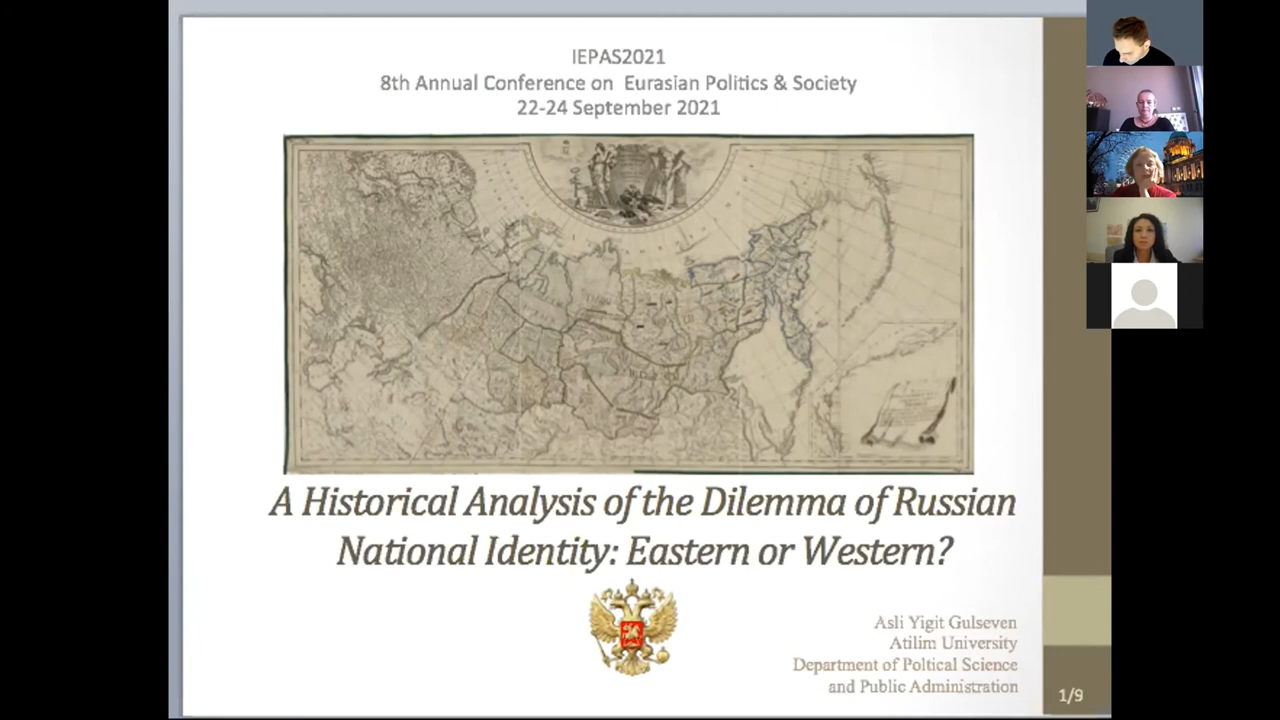 IEPAS2021
8th Annual Conference on Eurasian Politics & Society
22-24 September 2021
A Historical Analysis of the Dilemma of Russian
National Identity: Eastern or Western?
Asli Yigit Gulseven
Atilim University
Department of Poltical Science
and Public Administration
1/9